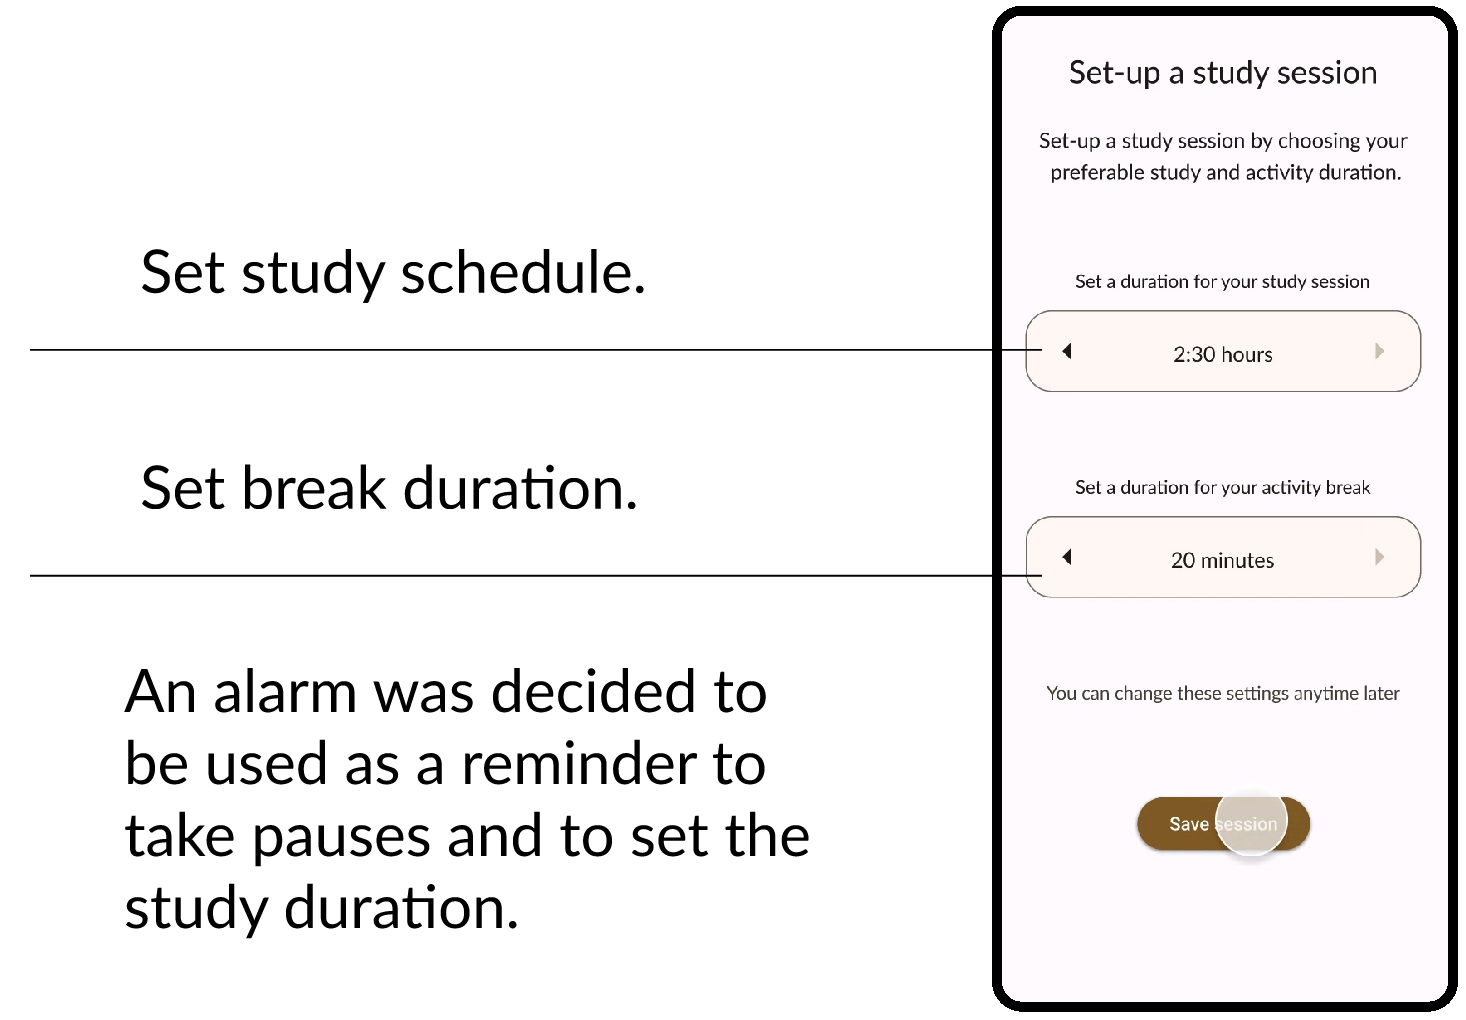 Set study schedule.
Set break duration.
An alarm was decided to
be used as a reminder to
take pauses and to set the
study duration.
Set-up a study session
Set-up a study session by choosing your
preferable study and activity duration.
Set a duration for your study session
2:30 hours
Set a duration for your activity break
20 minutes
You can change these settings anytime later
Save session